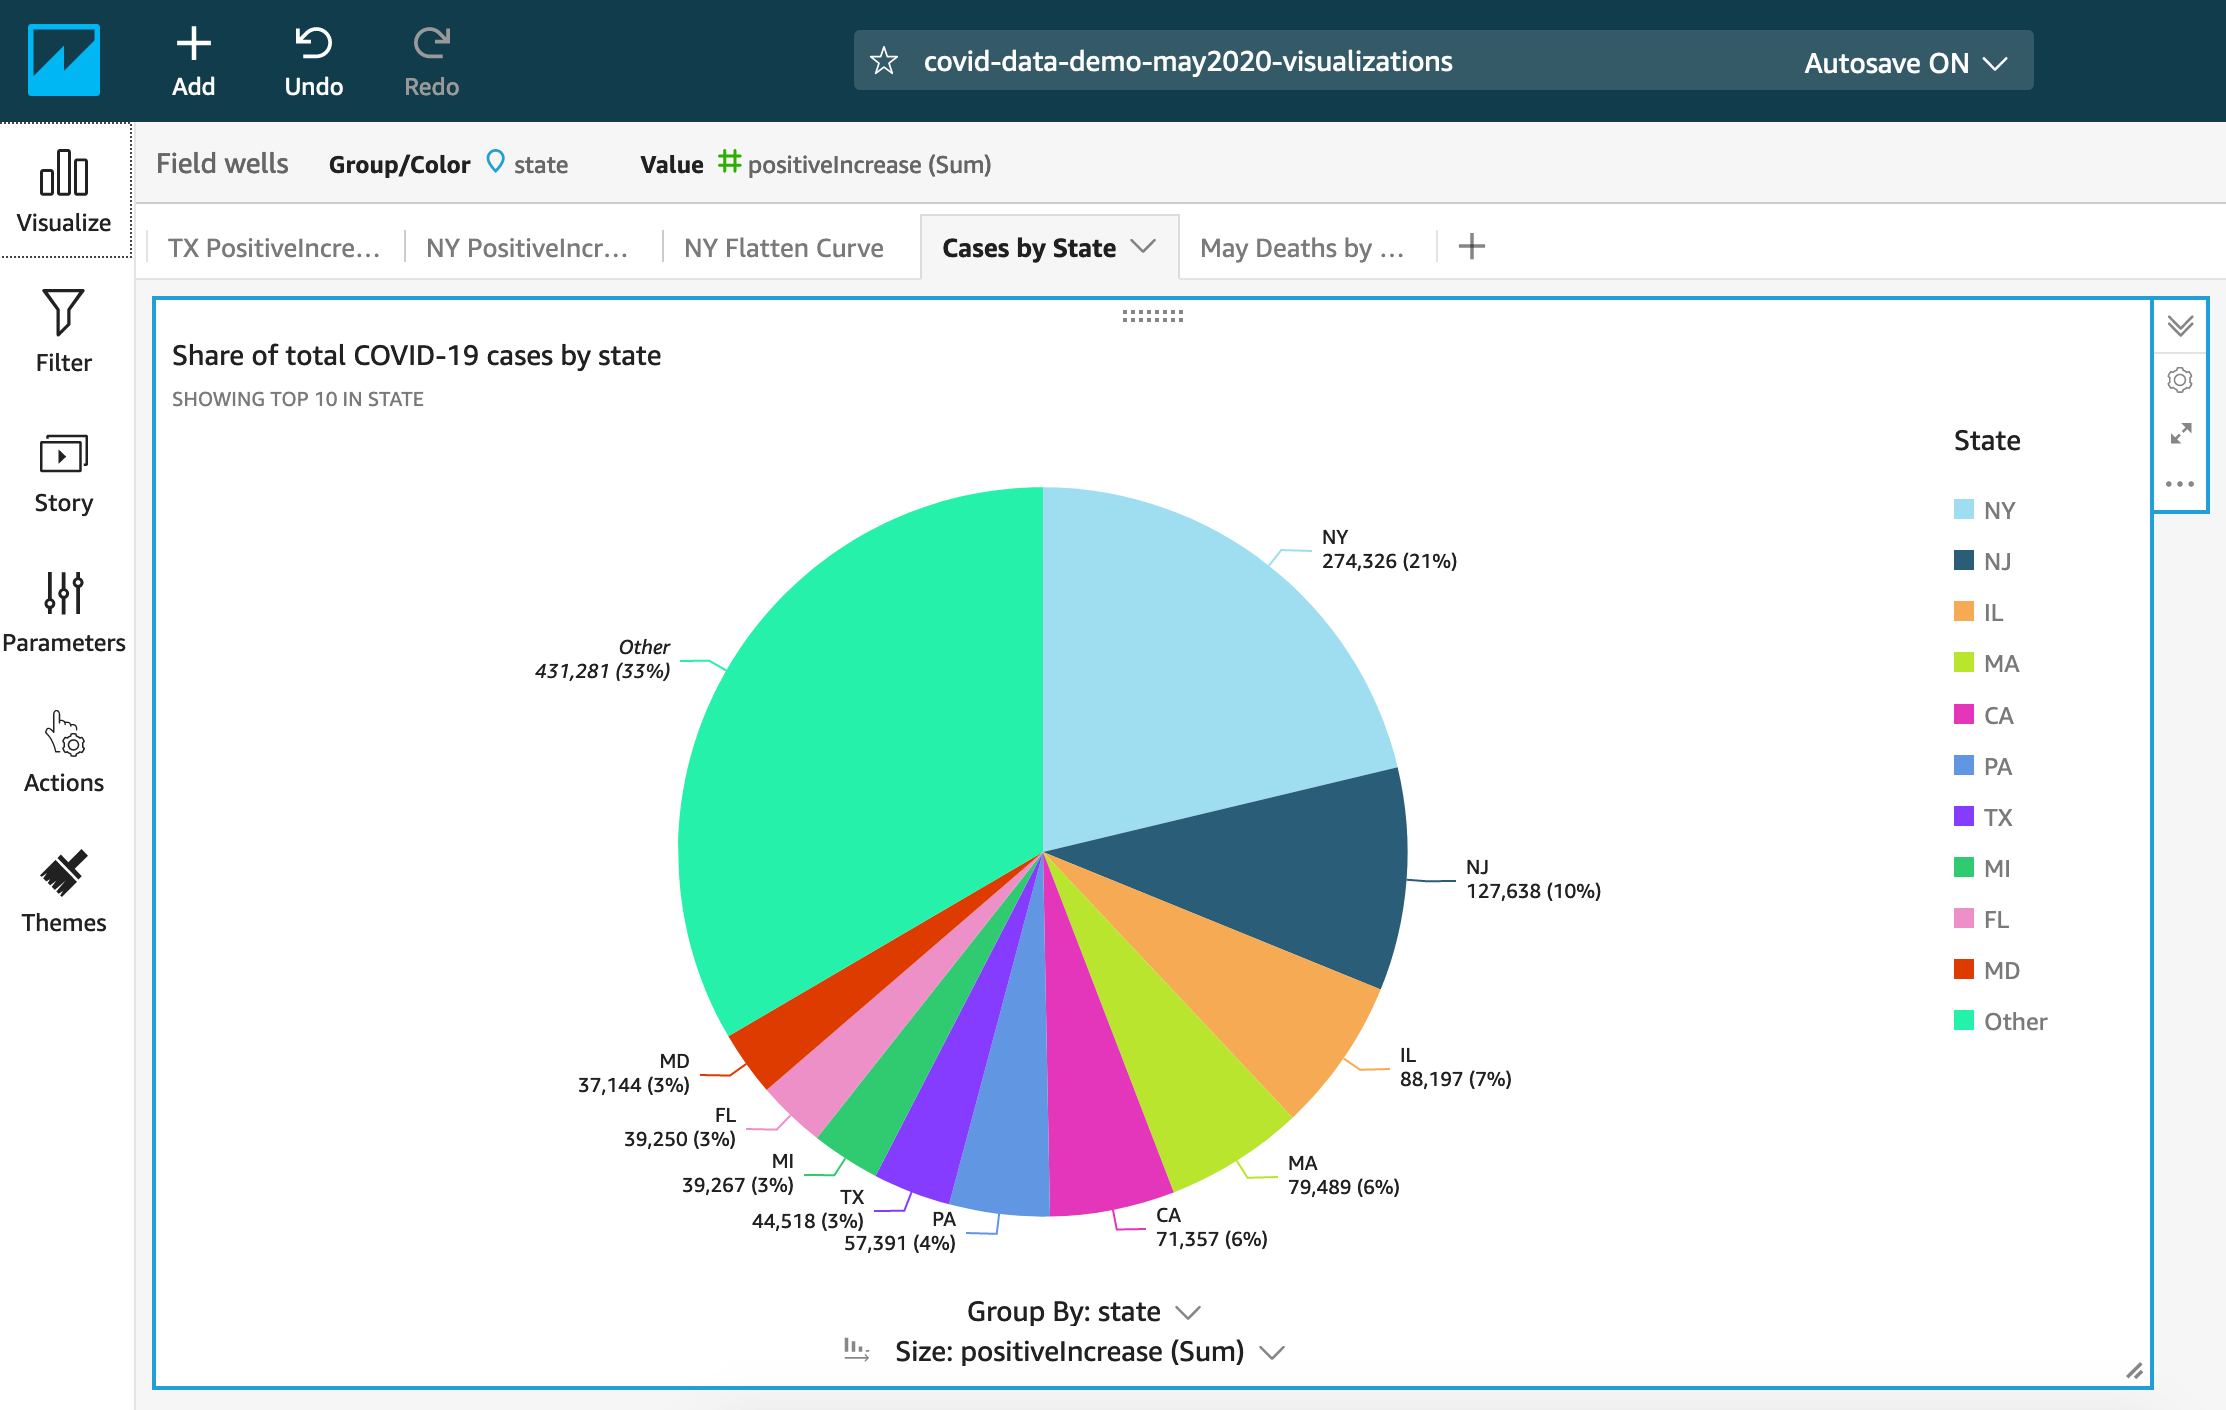 Add
Undo
Redo
covid-data-demo-may2020-visualizations
Autosave ON
Visualize
Filter
Story
Parameters
Actions
Themes
Field wells Group/Color state Value positiveIncrease (Sum)
TX PositiveIncre...
NY PositiveIncr...
NY Flatten Curve
Cases by State
May Deaths by ...
Share of total COVID-19 cases by state
SHOWING TOP 10 IN STATE
NY
274,326 (21%)
Other
431,281 (33%)
NJ
127,638 (10%)
IL
88,197 (7%)
MD
37,144 (3%)
FL
39,250 (3%)
MI
39,267 (3%)
TX
44,518 (3%)
PA
57,391 (4%)
CA
71,357 (6%)
MA
79,489 (6%)
State
NY
NJ
IL
MA
CA
PA
TX
MI
FL
MD
Other
Group By: state
Size: positiveIncrease (Sum)